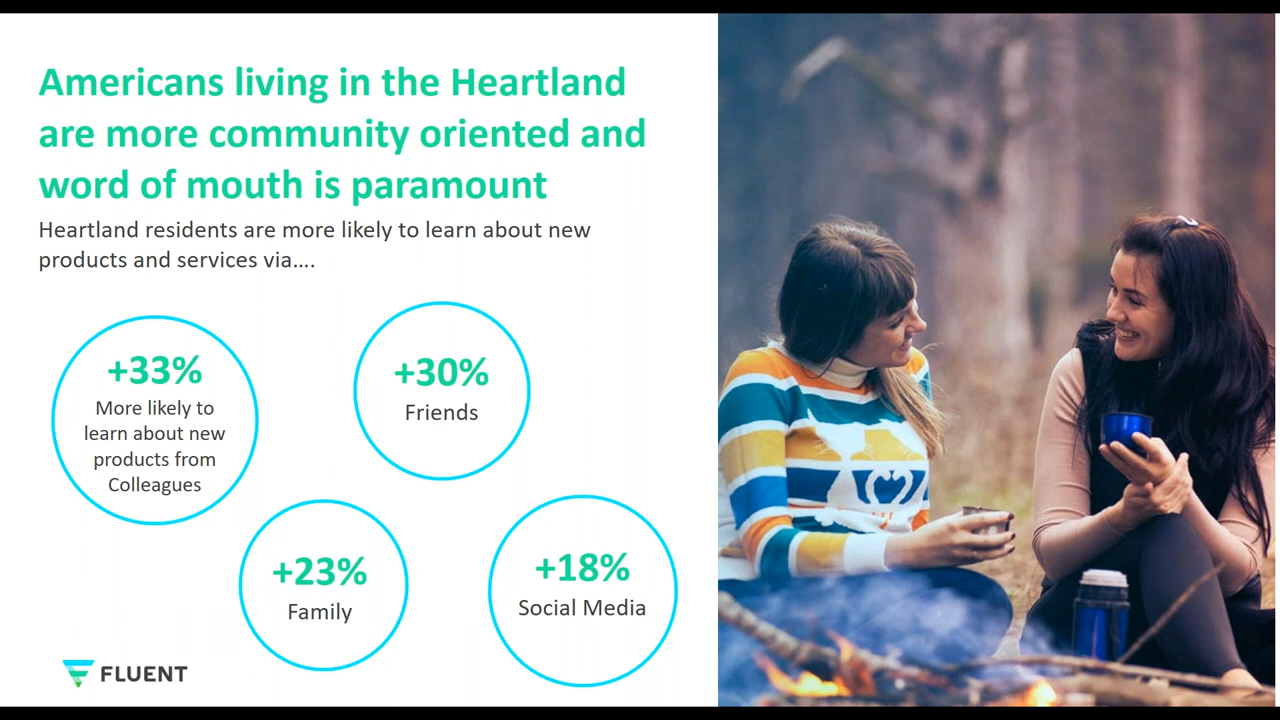 Americans living in the Heartland
are more community oriented and
word of mouth is paramount
Heartland residents are more likely to learn about new
products and services via....
+33%
More likely to
learn about new
products from
Colleagues
+30%
Friends
+23%
Family
+18%
Social Media
FLUENT